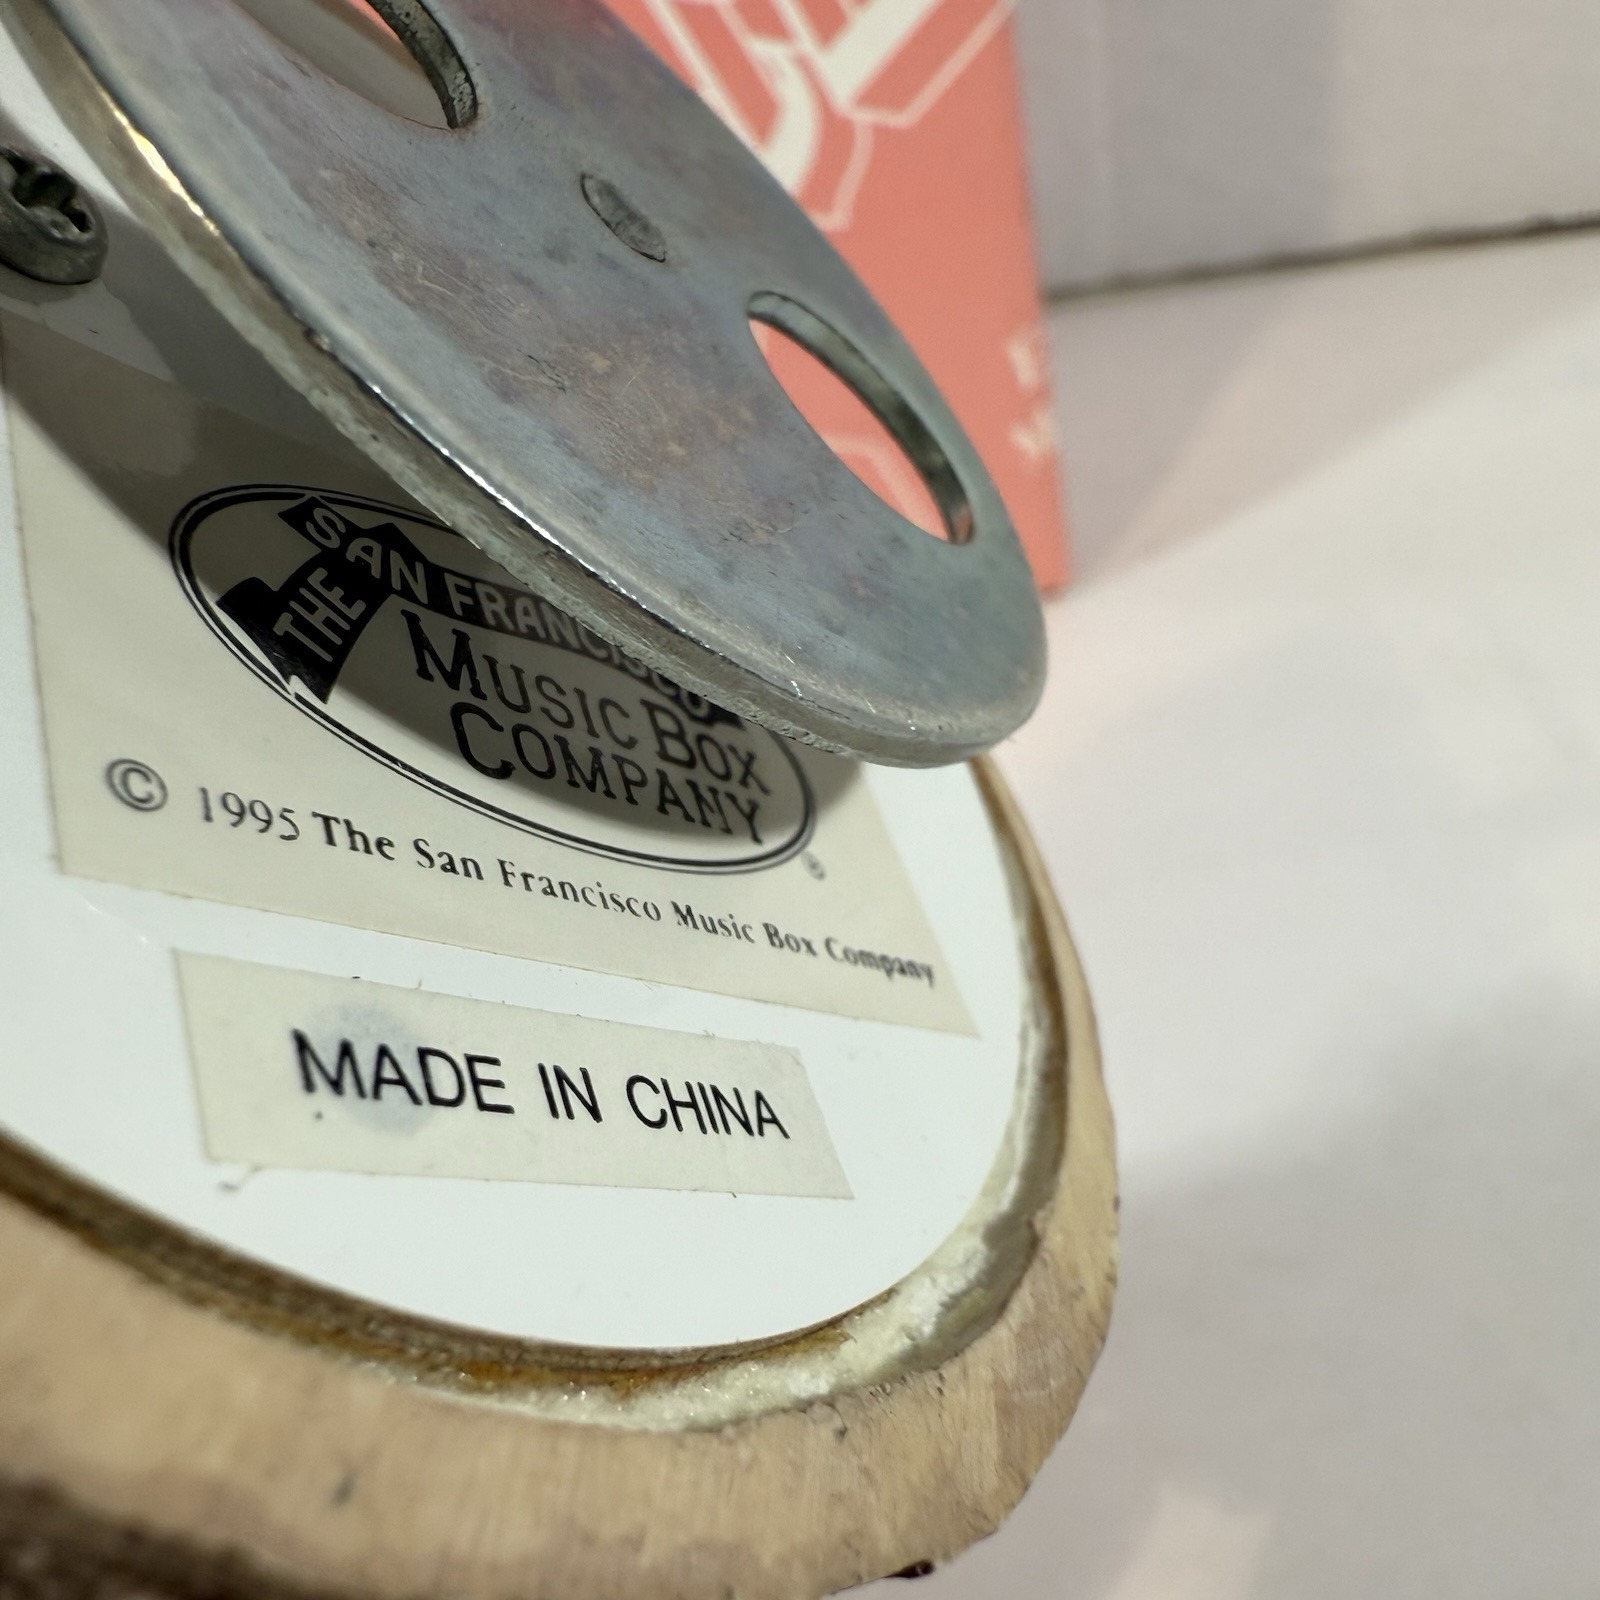 THE SAN FRANCISCO
MUSIC BOX
COMPANY
®
© 1995 The San Francisco Music Box Company
MADE IN CHINA